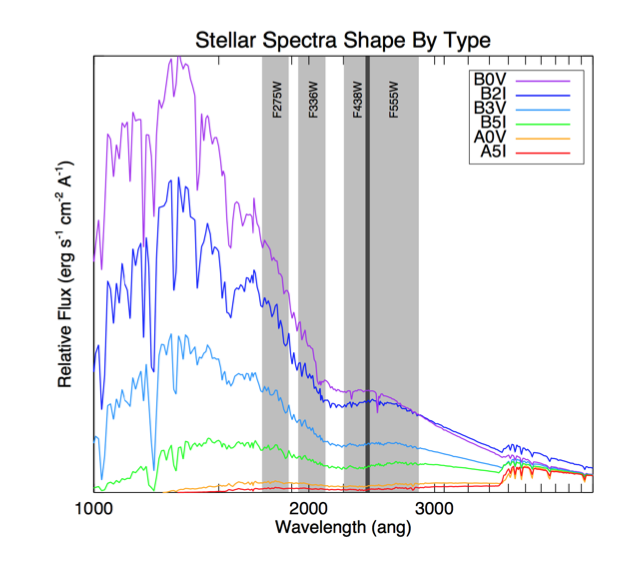 Stellar Spectra Shape By Type
Relative Flux (erg s⁻¹ cm⁻² A⁻¹)
F275W
F336W
F438W
F555W
B0V
B2I
B3V
B5I
A0V
A5I
1000
2000
3000
Wavelength (ang)